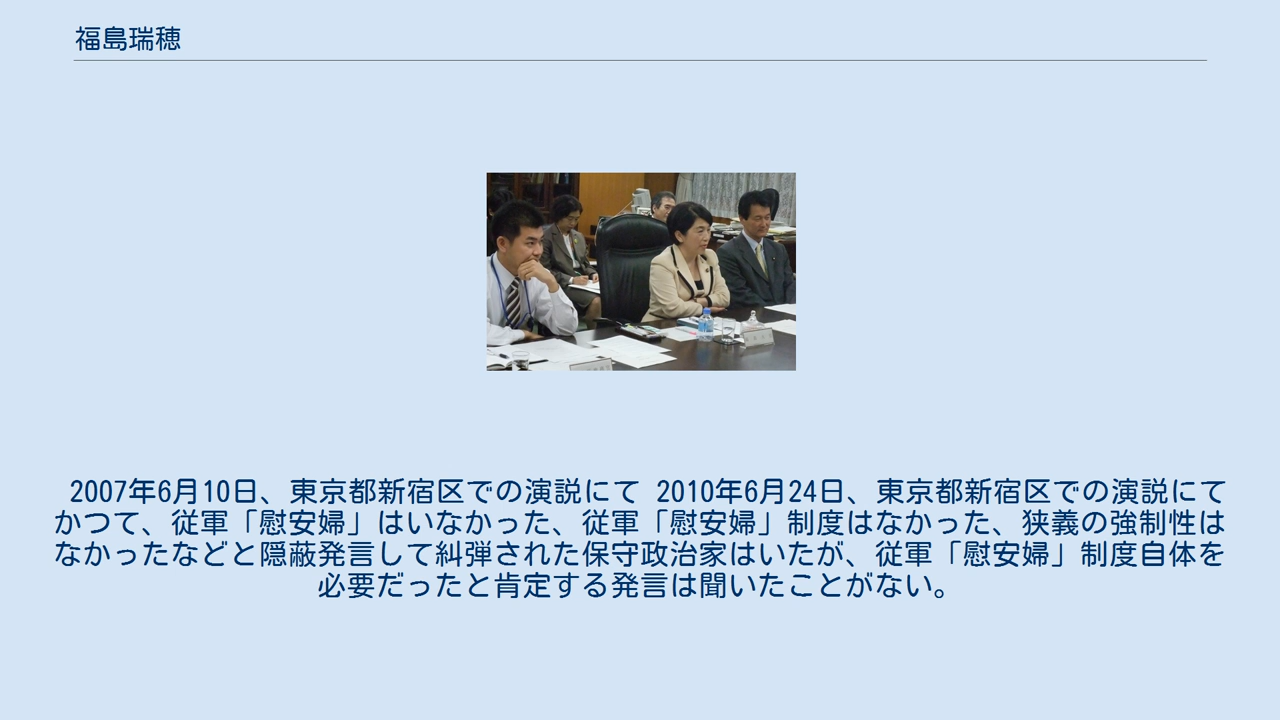 福島瑞穂
2007年6月10日、東京都新宿区での演説にて 2010年6月24日、東京都新宿区での演説にて
かつて、従軍「慰安婦」はいなかった、従軍「慰安婦」制度はなかった、狭義の強制性は
なかったなどと隠蔽発言して糾弾された保守政治家はいたが、従軍「慰安婦」制度自体を
必要だったと肯定する発言は聞いたことがない。